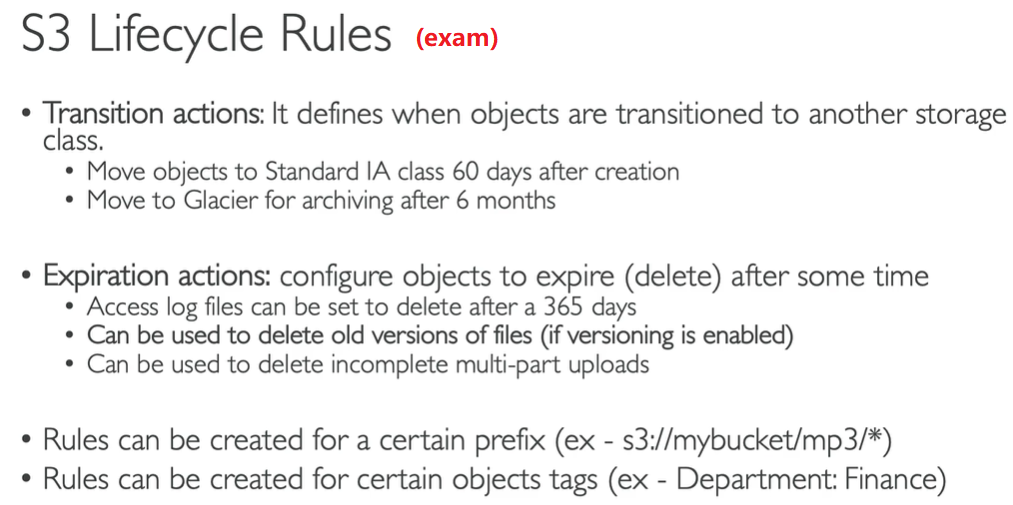 S3 Lifecycle Rules (exam)
• Transition actions: It defines when objects are transitioned to another storage
class.
• Move objects to Standard IA class 60 days after creation
• Move to Glacier for archiving after 6 months
• Expiration actions: configure objects to expire (delete) after some time
• Access log files can be set to delete after a 365 days
• Can be used to delete old versions of files (if versioning is enabled)
• Can be used to delete incomplete multi-part uploads
• Rules can be created for a certain prefix (ex - s3://mybucket/mp3/*)
• Rules can be created for certain objects tags (ex - Department: Finance)